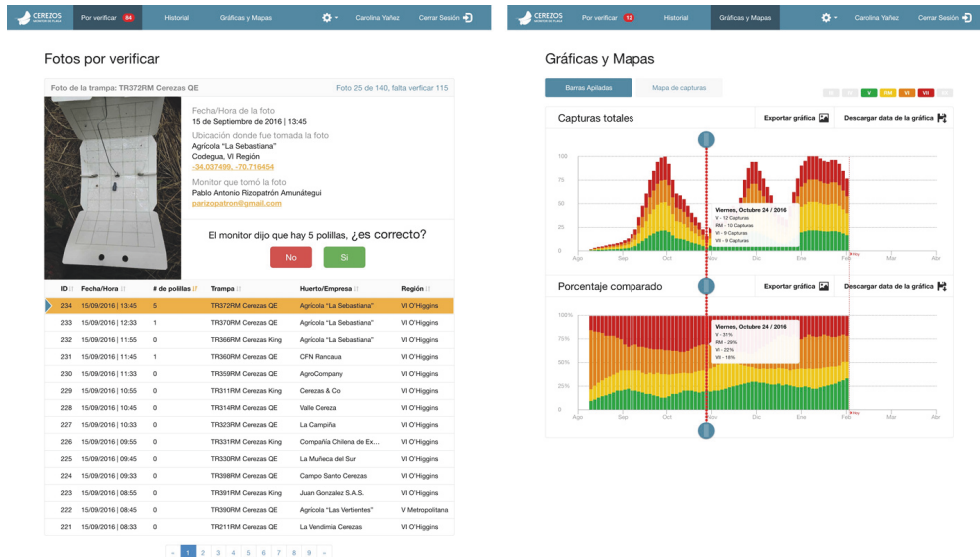 CEREZOS
MONITOR DE PLAGA
Por verificar 84
Historial
Gráficas y Mapas
Carolina Yañez
Cerrar Sesión
Fotos por verificar
Foto de la trampa: TR372RM Cerezas QE
Foto 25 de 140, falta verficar 115
Fecha/Hora de la foto
15 de Septiembre de 2016 | 13:45
Ubicación donde fue tomada la foto
Agrícola "La Sebastiana"
Codegua, VI Región
-34.037495, -70.716454
Monitor que tomó la foto
Pablo Antonio Rizopatrón Amunátegui
parizopatron@gmail.com
El monitor dijo que hay 5 polillas, ¿es correcto?
No
Si
ID Fecha/Hora # de polillas Trampa Huerto/Empresa Región
234 15/09/2016 | 13:45 5 TR372RM Cerezas QE Agrícola "La Sebastiana" VI O'Higgins
233 15/09/2016 | 12:33 1 TR370RM Cerezas QE Agrícola "La Sebastiana" VI O'Higgins
232 15/09/2016 | 11:55 0 TR366RM Cerezas King Agrícola "La Sebastiana" VI O'Higgins
231 15/09/2016 | 11:45 1 TR360RM Cerezas QE CFN Rancaua VI O'Higgins
230 15/09/2016 | 11:33 0 TR359RM Cerezas QE AgroCompany VI O'Higgins
229 15/09/2016 | 10:55 0 TR311RM Cerezas King Cerezas & Co VI O'Higgins
228 15/09/2016 | 10:45 0 TR314RM Cerezas QE Valle Cereza VI O'Higgins
227 15/09/2016 | 10:33 0 TR323RM Cerezas QE La Campiña VI O'Higgins
226 15/09/2016 | 09:55 0 TR331RM Cerezas King Compañía Chilena de Ex... VI O'Higgins
225 15/09/2016 | 09:45 0 TR330RM Cerezas QE La Muñeca del Sur VI O'Higgins
224 15/09/2016 | 09:33 0 TR398RM Cerezas QE Campo Santo Cerezas VI O'Higgins
223 15/09/2016 | 08:55 0 TR391RM Cerezas King Juan Gonzalez S.A.S. VI O'Higgins
222 15/09/2016 | 08:45 0 TR390RM Cerezas QE Agrícola "Las Vertientes" V Metropolitana
221 15/09/2016 | 08:33 0 TR211RM Cerezas QE La Vendimia Cerezas VI O'Higgins
« 1 2 3 4 5 6 7 8 9 »
CEREZOS
MONITOR DE PLAGA
Por verificar 12
Historial
Gráficas y Mapas
Carolina Yañez
Cerrar Sesión
Gráficas y Mapas
Barras Apiladas
Mapa de capturas
V RM VI VII
Capturas totales
Exportar gráfica
Descargar data de la gráfica
100
75
50
25
0
Viernes, Octubre 24 / 2016
V - 12 Capturas
RM - 10 Capturas
VI - 9 Capturas
VII - 9 Capturas
Ago Sep Oct Nov Dic Ene Feb Hoy Mar Abr
Porcentaje comparado
Exportar gráfica
Descargar data de la gráfica
100%
75%
50%
25%
0
Viernes, Octubre 24 / 2016
V - 31%
RM - 29%
VI - 22%
VII - 18%
Ago Sep Oct Nov Dic Ene Feb Hoy Mar Abr